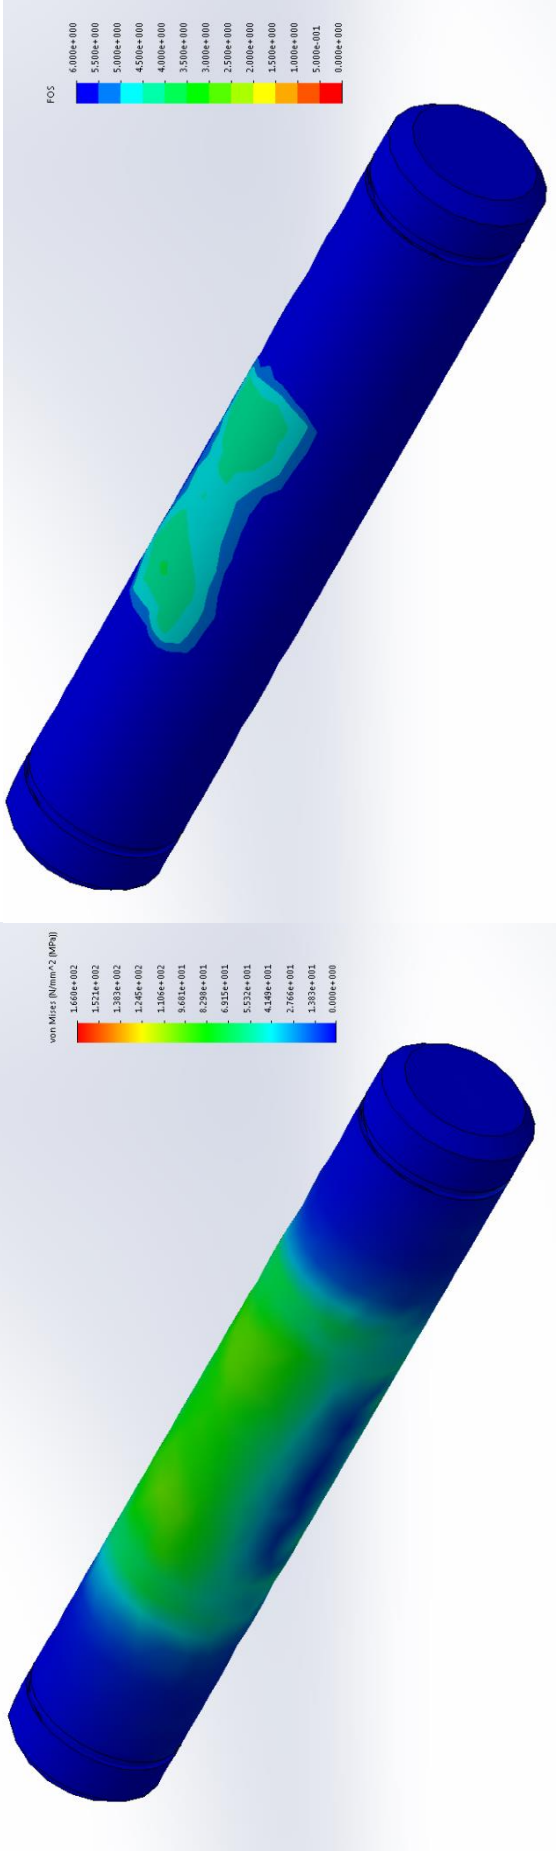 FOS
6.000e+000
5.500e+000
5.000e+000
4.500e+000
4.000e+000
3.500e+000
3.000e+000
2.500e+000
2.000e+000
1.500e+000
1.000e+000
5.000e-001
0.000e+000
von Mises (N/mm^2 (MPa))
1.660e+002
1.521e+002
1.383e+002
1.245e+002
1.106e+002
9.681e+001
8.298e+001
6.915e+001
5.532e+001
4.149e+001
2.766e+001
1.383e+001
0.000e+000